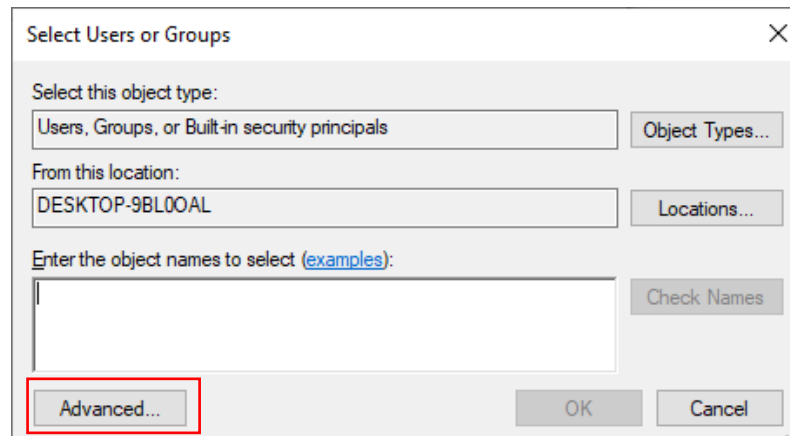 Select Users or Groups
Select this object type:
Users, Groups, or Built-in security principals
Object Types...
From this location:
DESKTOP-9BL0OAL
Locations...
Enter the object names to select (examples):
Check Names
Advanced...
OK
Cancel